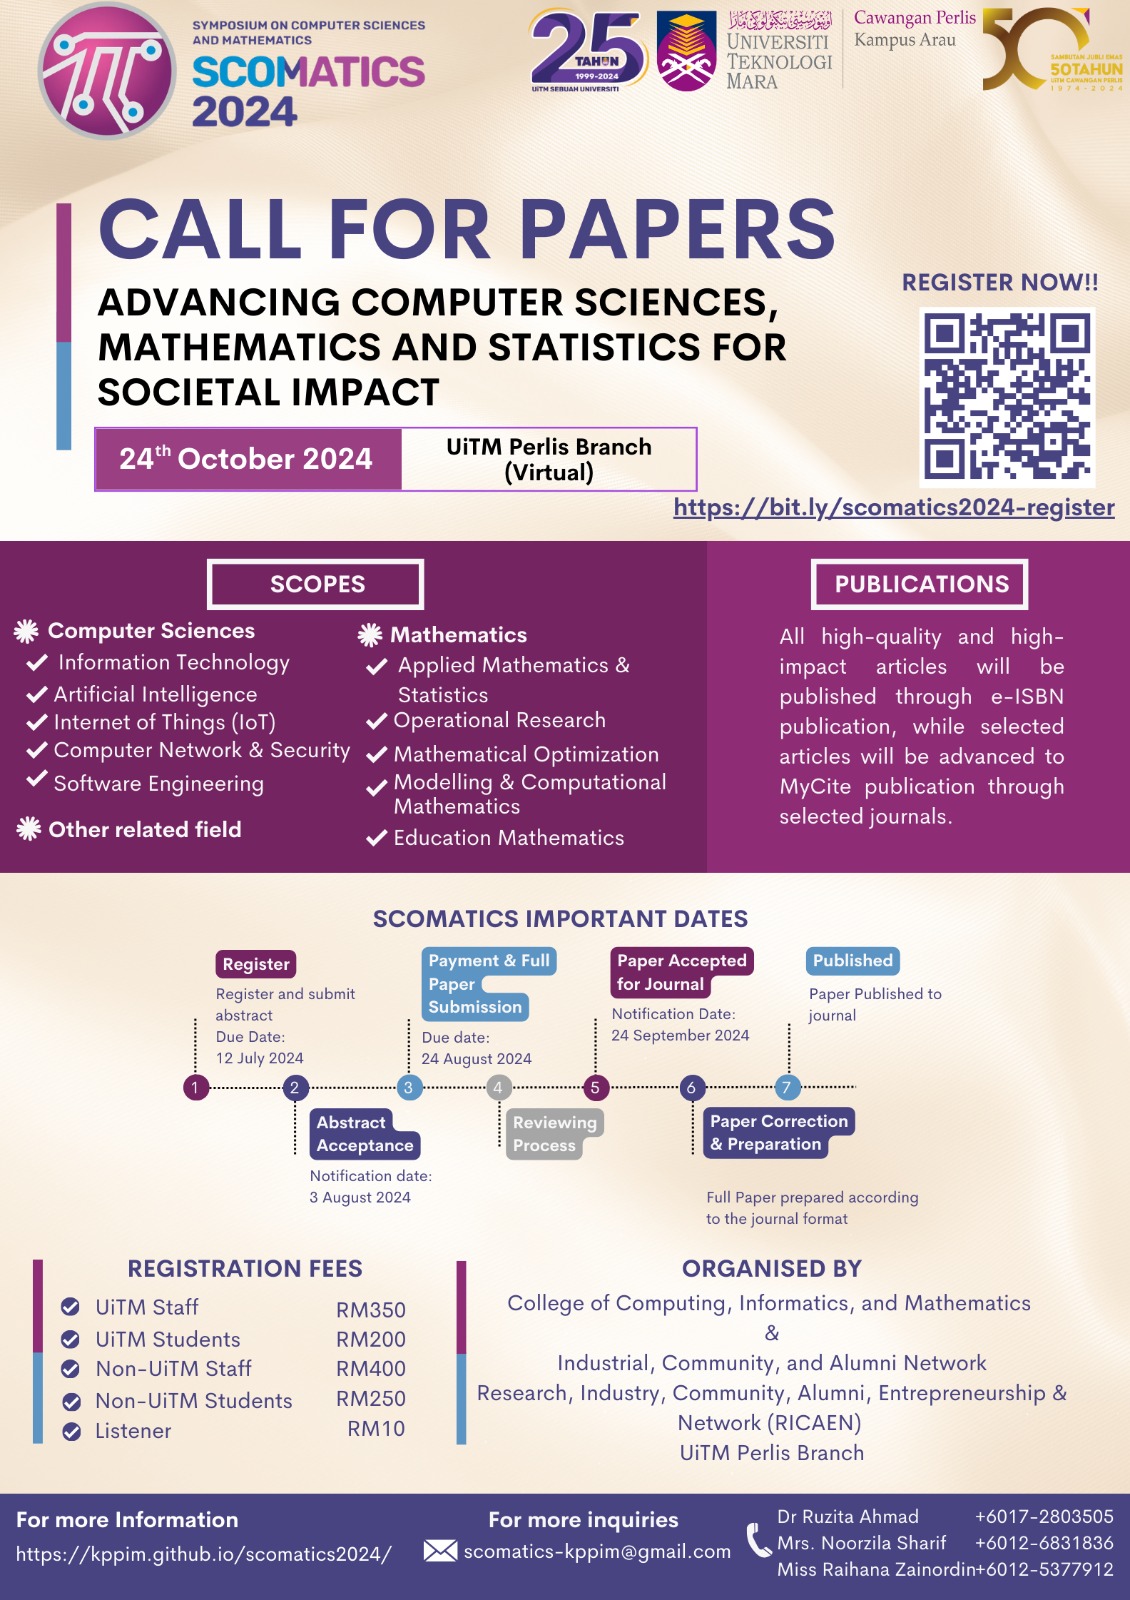 SYMPOSIUM ON COMPUTER SCIENCES
AND MATHEMATICS
SCOMATICS
2024
25
TAHUN
1999-2024
UiTM SEBUAH UNIVERSITI
UNIVERSITI
TEKNOLOGI
MARA
Cawangan Perlis
Kampus Arau
50
SAMBUTAN JUBLI EMAS
50TAHUN
UiTM CAWANGAN PERLIS
1974-2024
CALL FOR PAPERS
ADVANCING COMPUTER SCIENCES,
MATHEMATICS AND STATISTICS FOR
SOCIETAL IMPACT
24th October 2024
UiTM Perlis Branch
(Virtual)
REGISTER NOW!!
https://bit.ly/scomatics2024-register
SCOPES
Computer Sciences
Information Technology
Artificial Intelligence
Internet of Things (IoT)
Computer Network & Security
Software Engineering
Other related field
Mathematics
Applied Mathematics &
Statistics
Operational Research
Mathematical Optimization
Modelling & Computational
Mathematics
Education Mathematics
PUBLICATIONS
All high-quality and high-
impact articles will be
published through e-ISBN
publication, while selected
articles will be advanced to
MyCite publication through
selected journals.
SCOMATICS IMPORTANT DATES
Register
Register and submit
abstract
Due Date:
12 July 2024
Payment & Full
Paper
Submission
Due date:
24 August 2024
Paper Accepted
for Journal
Notification Date:
24 September 2024
Published
Paper Published to
journal
1
2
3
4
5
6
7
Abstract
Acceptance
Notification date:
3 August 2024
Reviewing
Process
Paper Correction
& Preparation
Full Paper prepared according
to the journal format
REGISTRATION FEES
UiTM Staff RM350
UiTM Students RM200
Non-UiTM Staff RM400
Non-UiTM Students RM250
Listener RM10
ORGANISED BY
College of Computing, Informatics, and Mathematics
&
Industrial, Community, and Alumni Network
Research, Industry, Community, Alumni, Entrepreneurship &
Network (RICAEN)
UiTM Perlis Branch
For more Information
https://kppim.github.io/scomatics2024/
For more inquiries
scomatics-kppim@gmail.com
Dr Ruzita Ahmad +6017-2803505
Mrs. Noorzila Sharif +6012-6831836
Miss Raihana Zainordin+6012-5377912